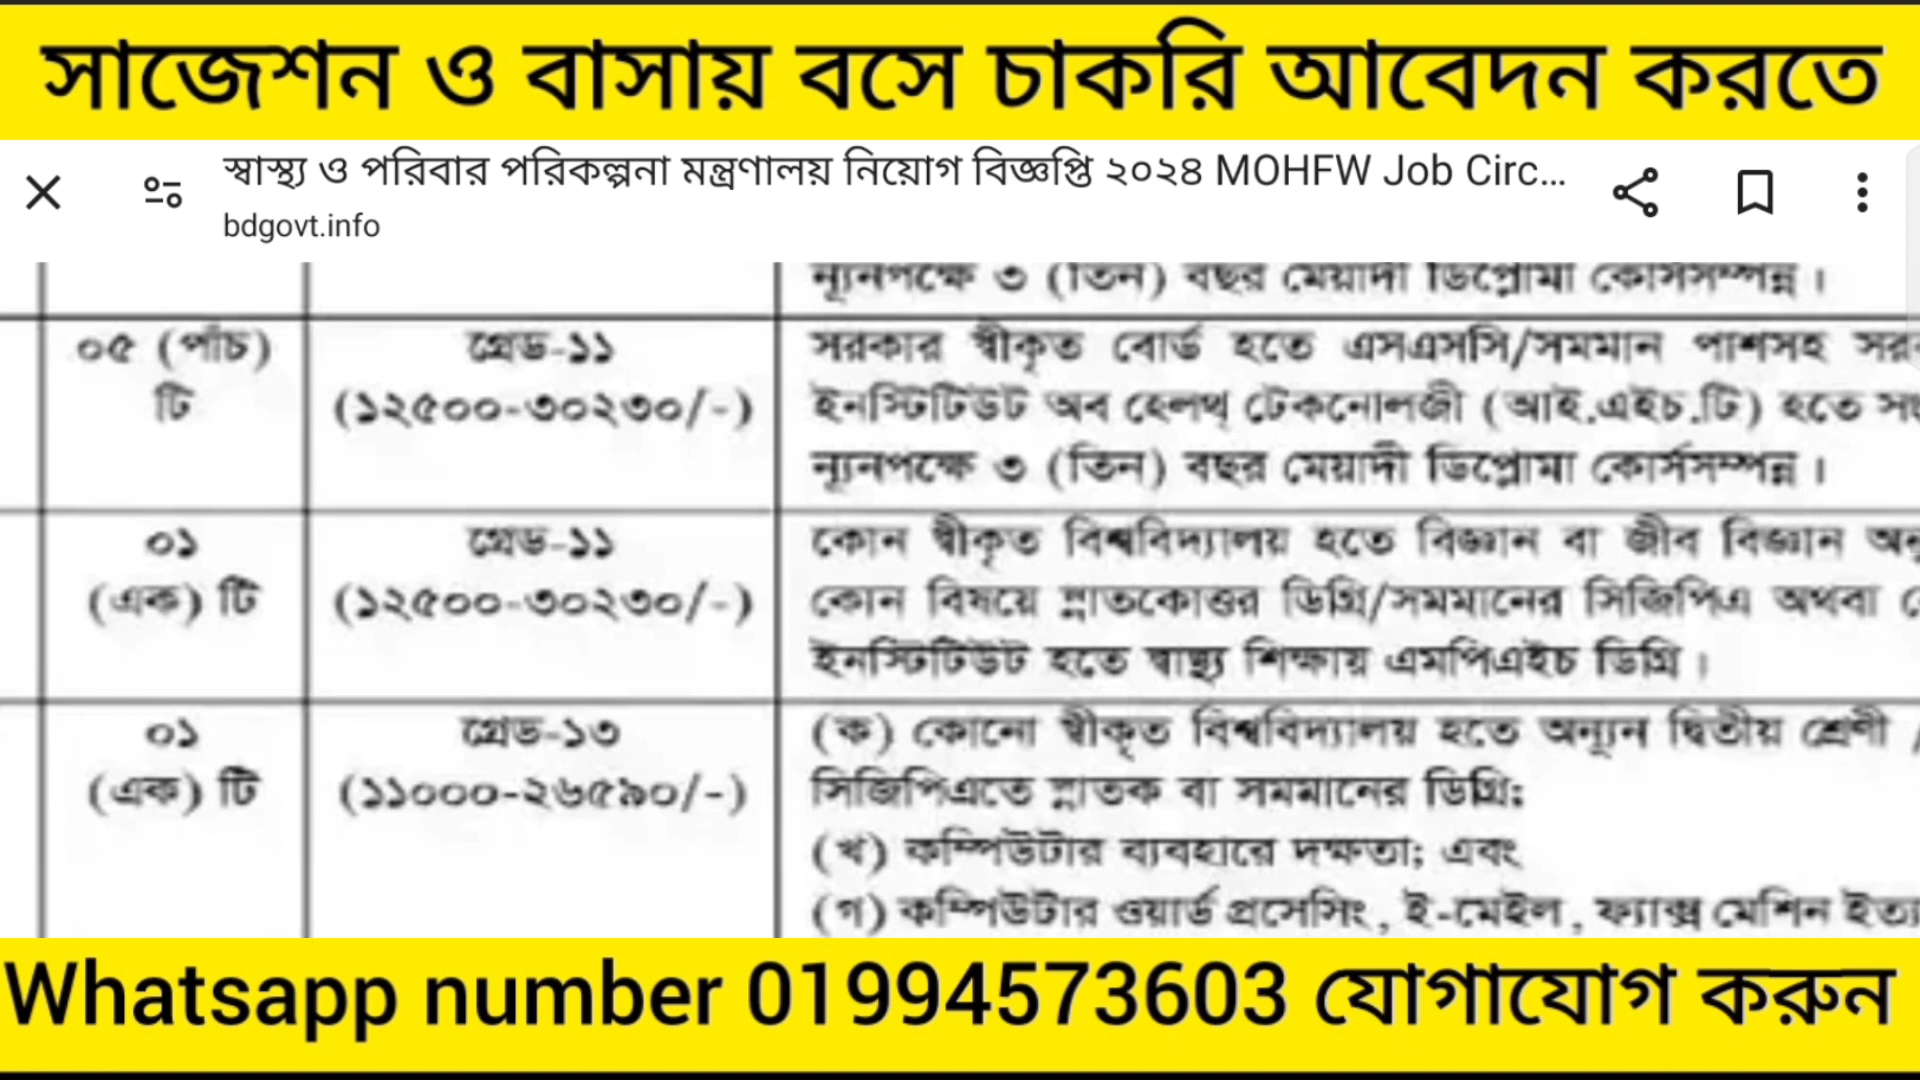 সাজেশন ও বাসায় বসে চাকরি আবেদন করতে
স্বাস্থ্য ও পরিবার পরিকল্পনা মন্ত্রণালয় নিয়োগ বিজ্ঞপ্তি ২০২৪ MOHFW Job Circ...
bdgovt.info
ন্যূনপক্ষে ৩ (তিন) বছর মেয়াদী ডিপ্লোমা কোর্সসম্পন্ন।
০৫ (পাঁচ)
টি
গ্রেড-১১
(১২৫০০-৩০২৩০/-)
সরকার স্বীকৃত বোর্ড হতে এসএসসি/সমমান পাশসহ
ইনস্টিটিউট অব হেলথ্ টেকনোলজী (আই.এইচ.টি) হতে
ন্যূনপক্ষে ৩ (তিন) বছর মেয়াদী ডিপ্লোমা কোর্সসম্পন্ন।
০১
(এক) টি
গ্রেড-১১
(১২৫০০-৩০২৩০/-)
কোন স্বীকৃত বিশ্ববিদ্যালয় হতে বিজ্ঞান বা জীব বিজ্ঞান
কোন বিষয়ে স্নাতকোত্তর ডিগ্রি/সমমানের সিজিপিএ অথবা
ইনস্টিটিউট হতে স্বাস্থ্য শিক্ষায় এমপিএইচ ডিগ্রি।
০১
(এক) টি
গ্রেড-১৩
(১১০০০-২৬৫৯০/-)
(ক) কোনো স্বীকৃত বিশ্ববিদ্যালয় হতে অন্যূন দ্বিতীয় শ্রেণী /
সিজিপিএতে স্নাতক বা সমমানের ডিগ্রি;
(খ) কম্পিউটার ব্যবহারে দক্ষতা; এবং
(গ) কম্পিউটার ওয়ার্ড প্রসেসিং, ই-মেইল, ফ্যাক্স মেশিন
Whatsapp number 01994573603 যোগাযোগ করুন